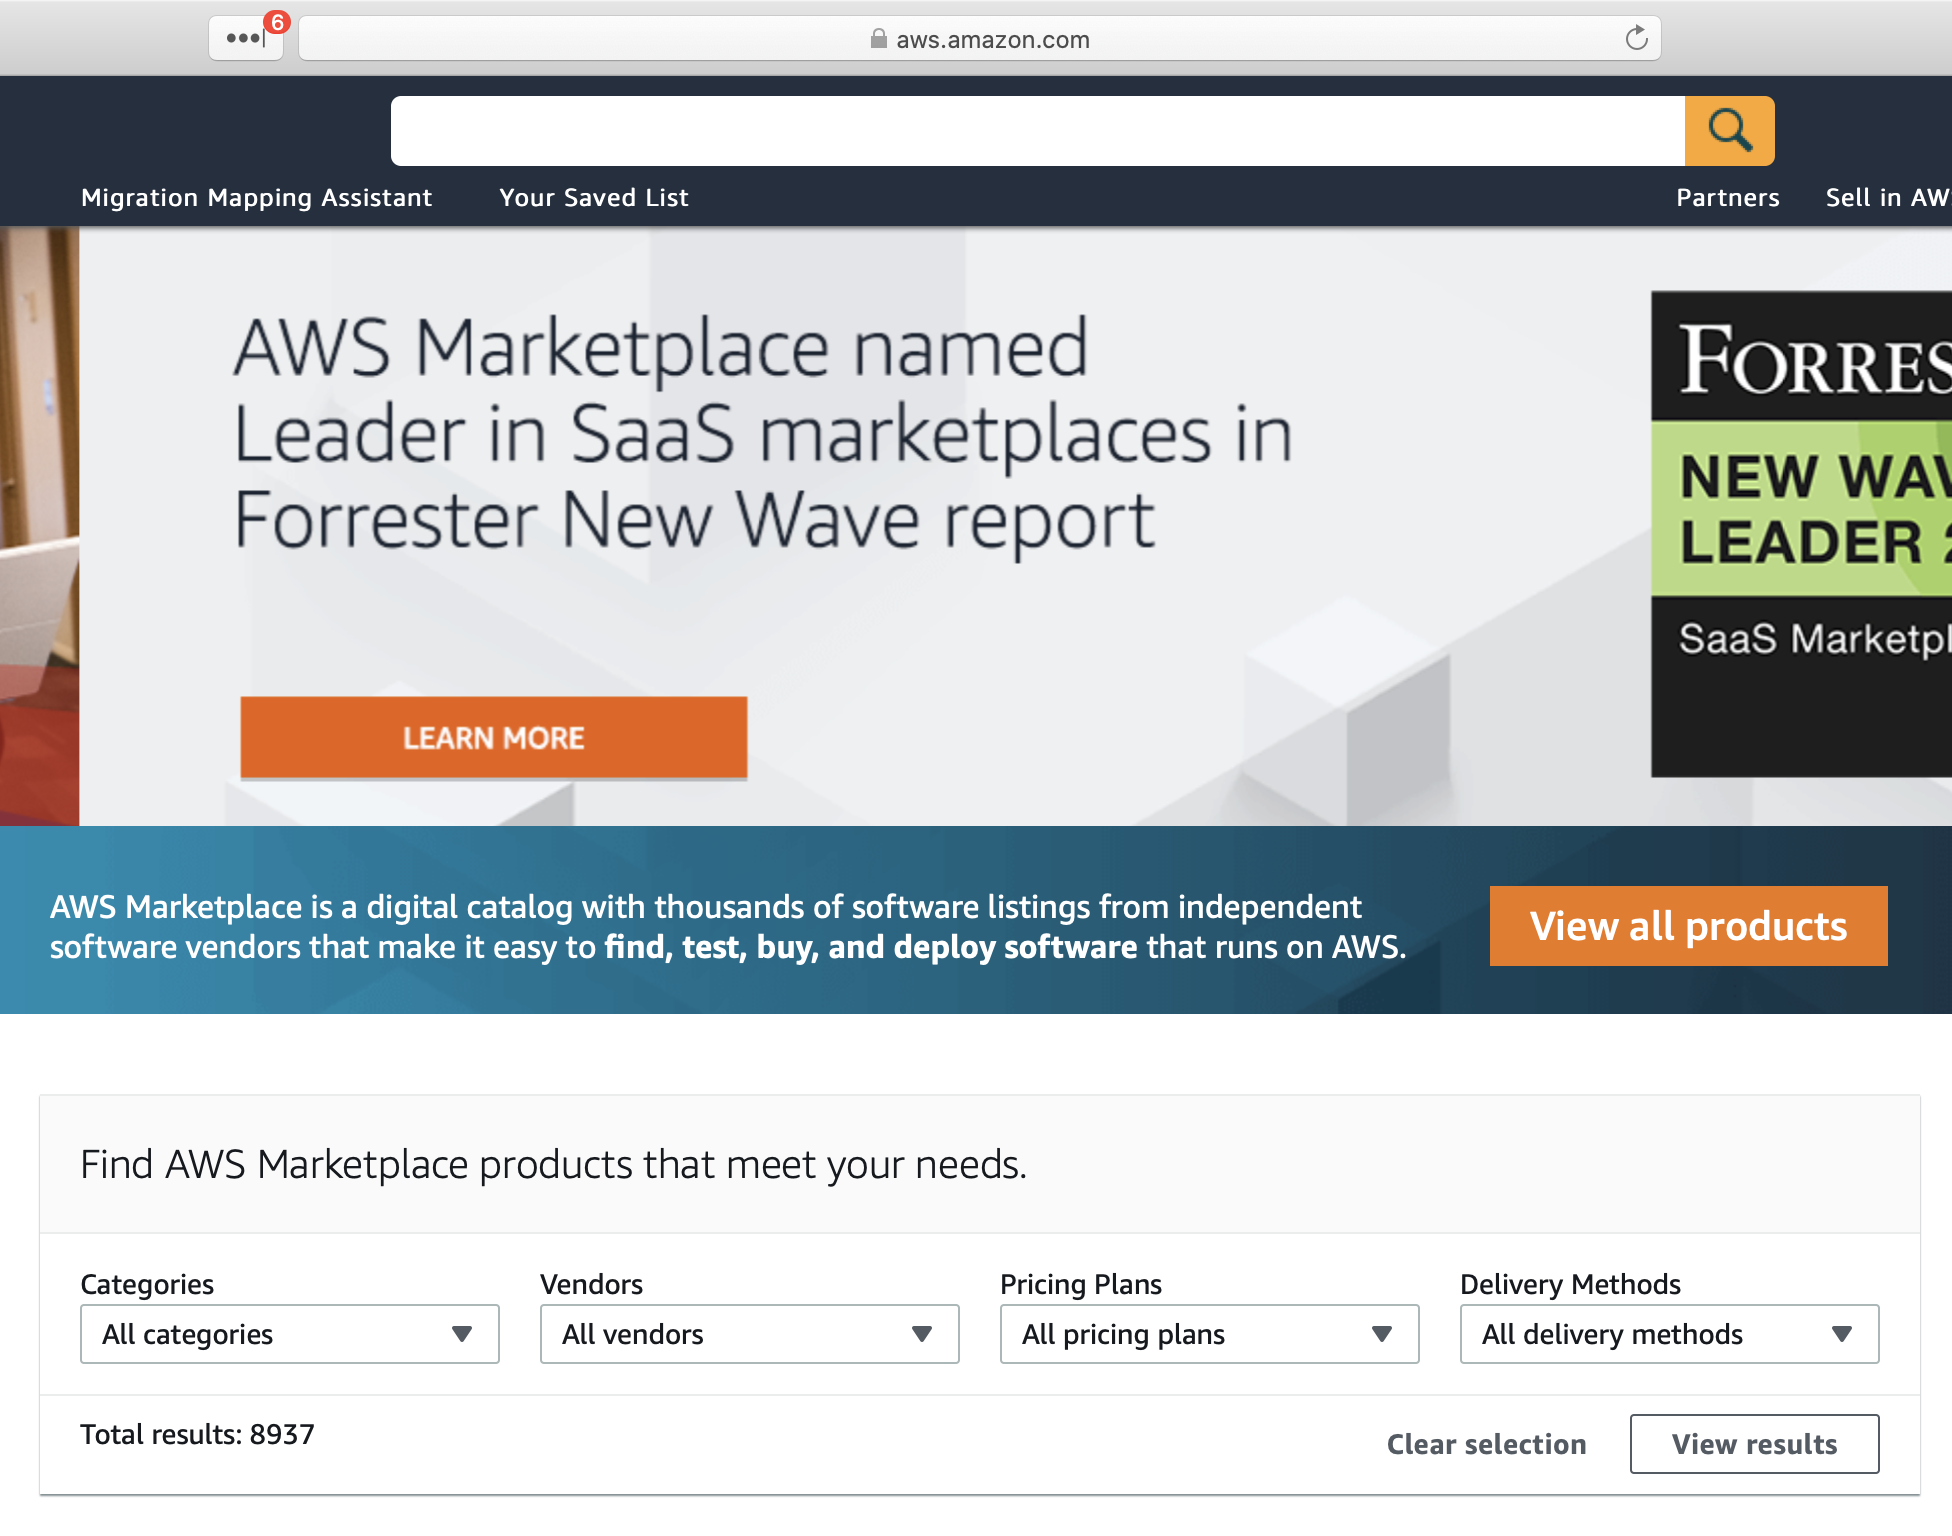 6
aws.amazon.com
Migration Mapping Assistant
Your Saved List
Partners
Sell in AWS
AWS Marketplace named
Leader in SaaS marketplaces in
Forrester New Wave report
LEARN MORE
FORRES
NEW WAV
LEADER 2
SaaS Marketpl
AWS Marketplace is a digital catalog with thousands of software listings from independent
software vendors that make it easy to find, test, buy, and deploy software that runs on AWS.
View all products
Find AWS Marketplace products that meet your needs.
Categories
Vendors
Pricing Plans
Delivery Methods
All categories
All vendors
All pricing plans
All delivery methods
Total results: 8937
Clear selection
View results